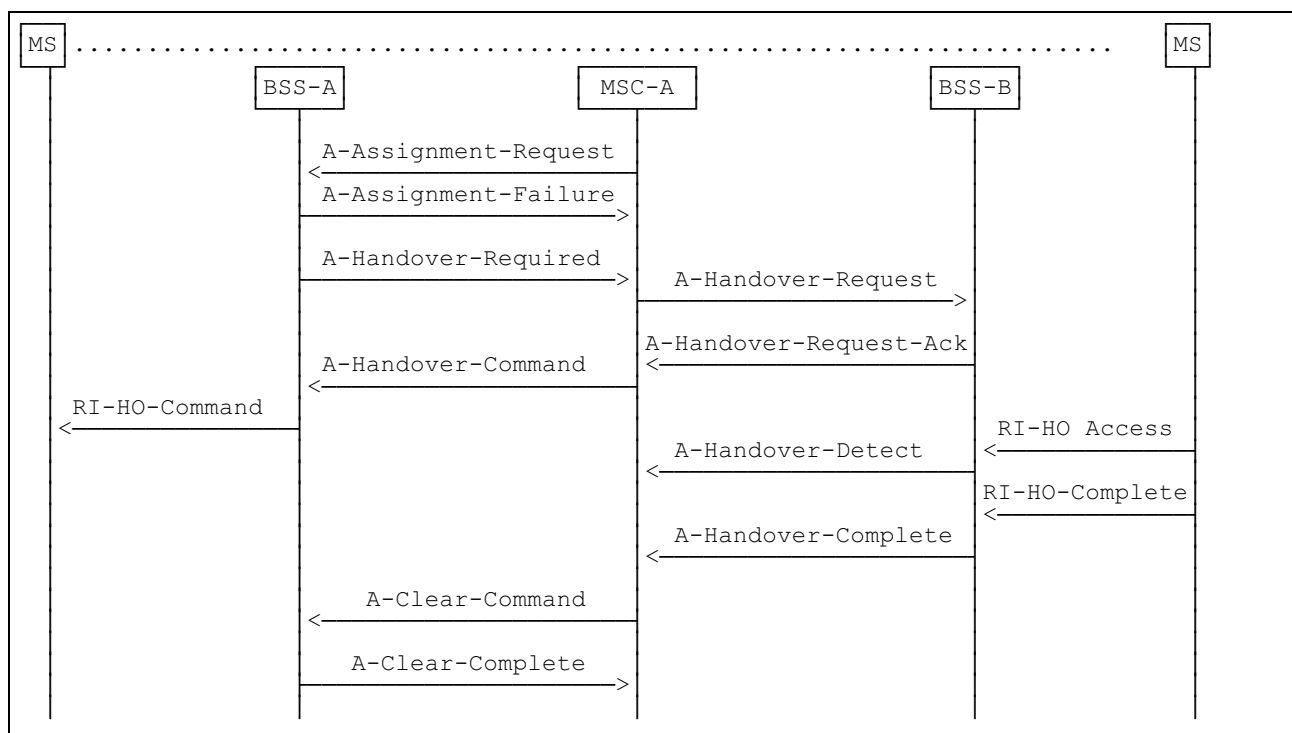 MS MS
BSS-A MSC-A BSS-B
A-Assignment-Request
A-Assignment-Failure
A-Handover-Required
A-Handover-Request
A-Handover-Request-Ack
A-Handover-Command
RI-HO-Command
RI-HO Access
A-Handover-Detect
RI-HO-Complete
A-Handover-Complete
A-Clear-Command
A-Clear-Complete